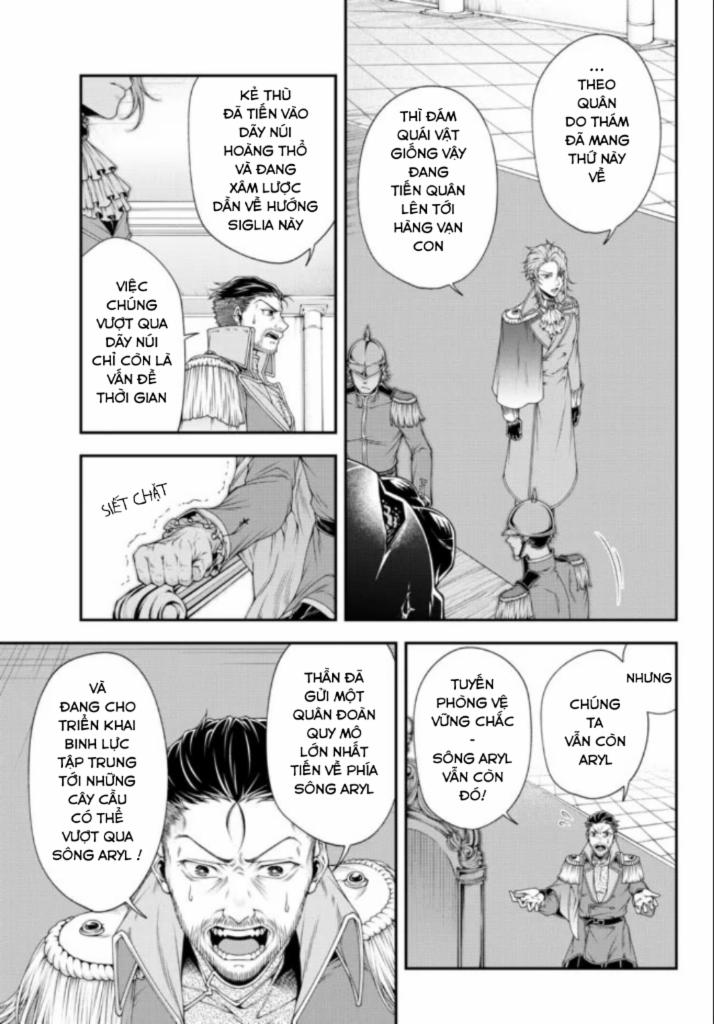 ...
THEO
QUÂN
DO THÁM
ĐÃ MANG
THỨ NÀY
VỀ
THÌ ĐÁM
QUÁI VẬT
GIỐNG VẬY
ĐANG
TIẾN QUÂN
LÊN TỚI
HÀNG VẠN
CON
KẺ THÙ
ĐÃ TIẾN VÀO
DÃY NÚI
HOÀNG THỔ
VÀ ĐANG
XÂM LƯỢC
DẦN VỀ HƯỚNG
SIGLIA NÀY
VIỆC
CHÚNG
VƯỢT QUA
DÃY NÚI
CHỈ CÒN LÀ
VẤN ĐỀ
THỜI GIAN
SIẾT CHẶT
NHƯNG
CHÚNG
TA
VẪN CÒN
ARYL
TUYẾN
PHÒNG VỆ
VỮNG CHẮC
-
SÔNG ARYL
VẪN CÒN
ĐÓ!
THẦN ĐÃ
GỬI MỘT
QUÂN ĐOÀN
QUY MÔ
LỚN NHẤT
TIẾN VỀ PHÍA
SÔNG ARYL
VÀ
ĐANG CHO
TRIỂN KHAI
BINH LỰC
TẬP TRUNG
TỚI NHỮNG
CÂY CẦU
CÓ THỂ
VƯỢT QUA
SÔNG ARYL !